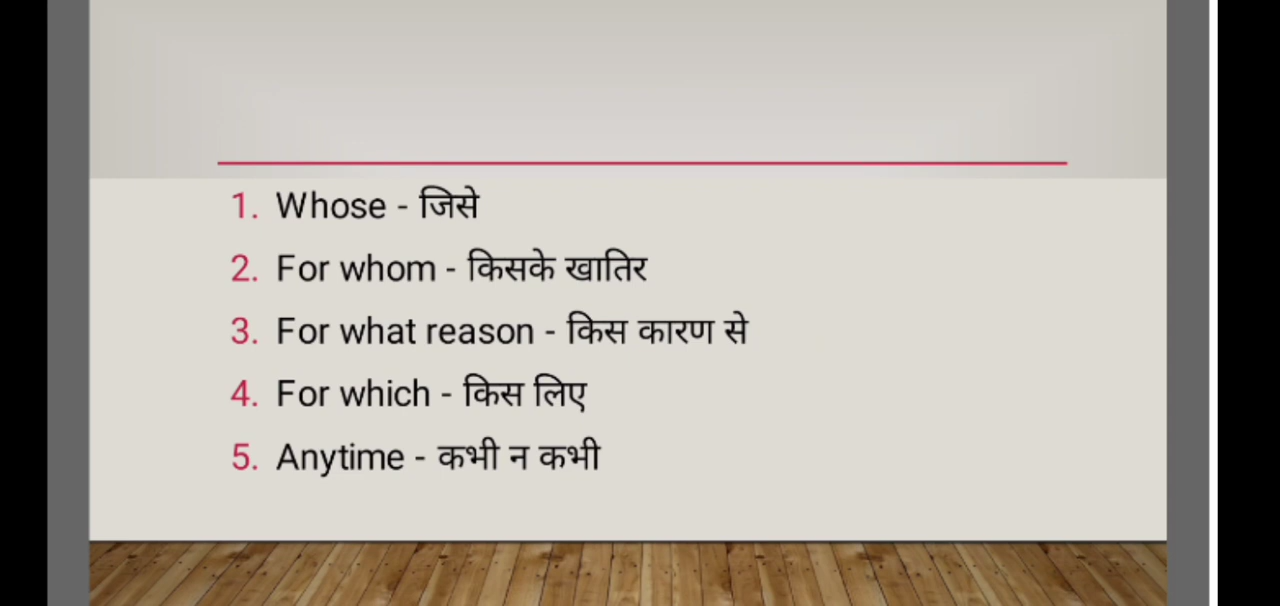 1. Whose - जिसे
2. For whom - किसके खातिर
3. For what reason - किस कारण से
4. For which - किस लिए
5. Anytime - कभी न कभी